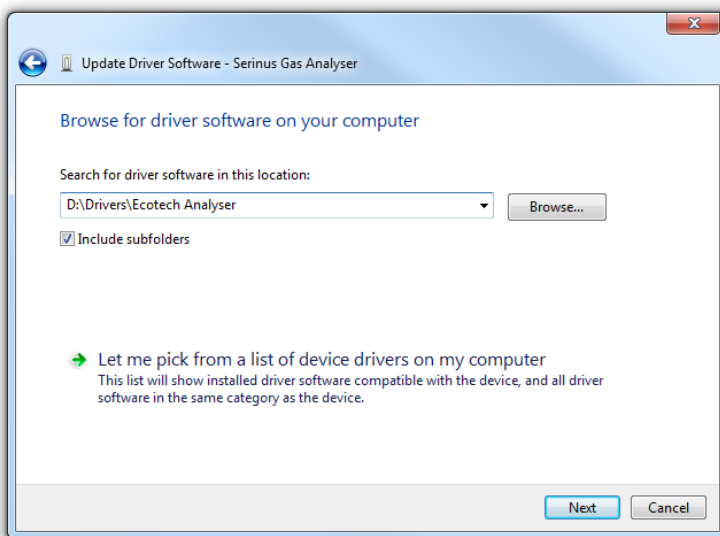 Update Driver Software - Serinus Gas Analyser
Browse for driver software on your computer
Search for driver software in this location:
D:\Drivers\Ecotech Analyser
Browse...
Include subfolders
Let me pick from a list of device drivers on my computer
This list will show installed driver software compatible with the device, and all driver
software in the same category as the device.
Next
Cancel